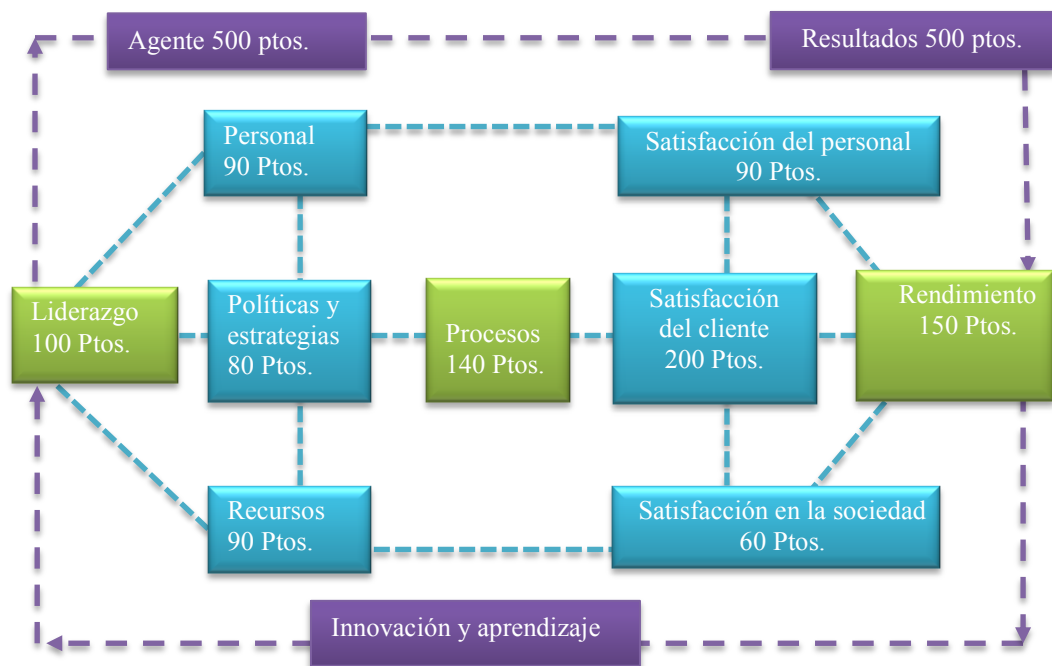 Agente 500 ptos.
Resultados 500 ptos.
Personal
90 Ptos.
Satisfacción del personal
90 Ptos.
Liderazgo
100 Ptos.
Políticas y
estrategias
80 Ptos.
Procesos
140 Ptos.
Satisfacción
del cliente
200 Ptos.
Rendimiento
150 Ptos.
Recursos
90 Ptos.
Satisfacción en la sociedad
60 Ptos.
Innovación y aprendizaje